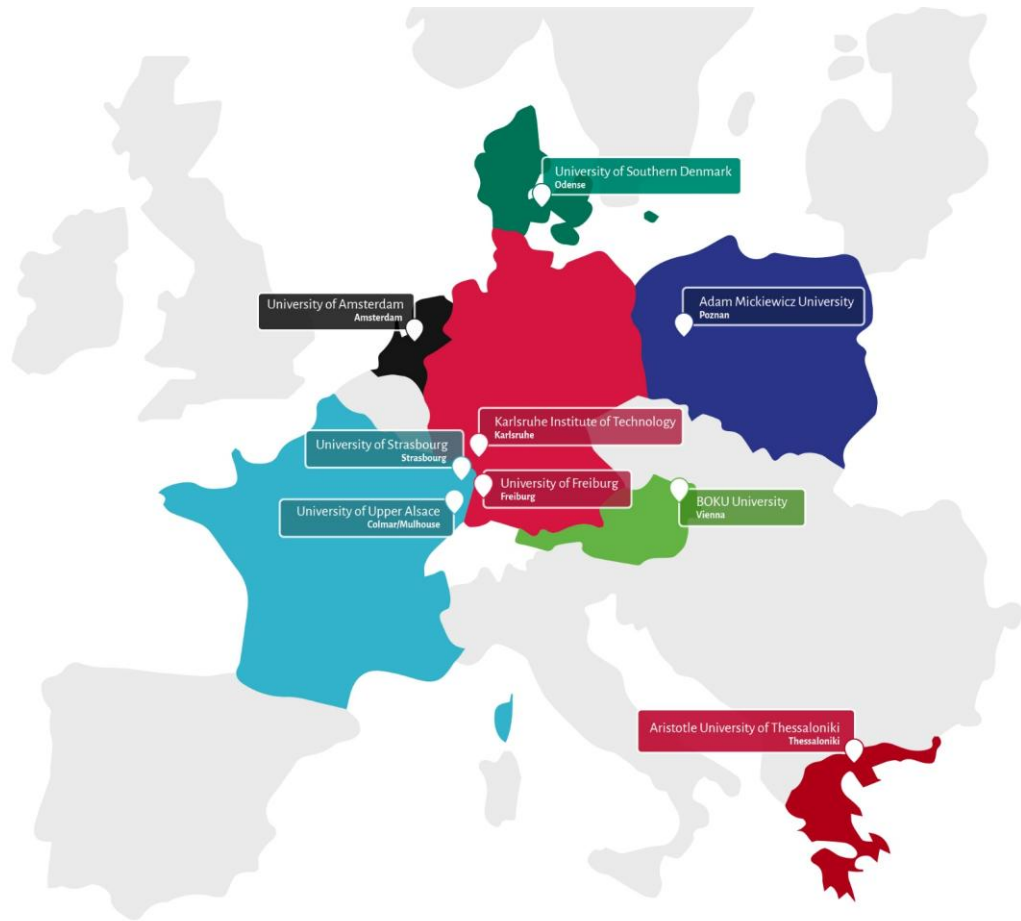 University of Southern Denmark
Odense
University of Amsterdam
Amsterdam
Adam Mickiewicz University
Poznan
Karlsruhe Institute of Technology
Karlsruhe
University of Strasbourg
Strasbourg
University of Freiburg
Freiburg
University of Upper Alsace
Colmar/Mulhouse
BOKU University
Vienna
Aristotle University of Thessaloniki
Thessaloniki